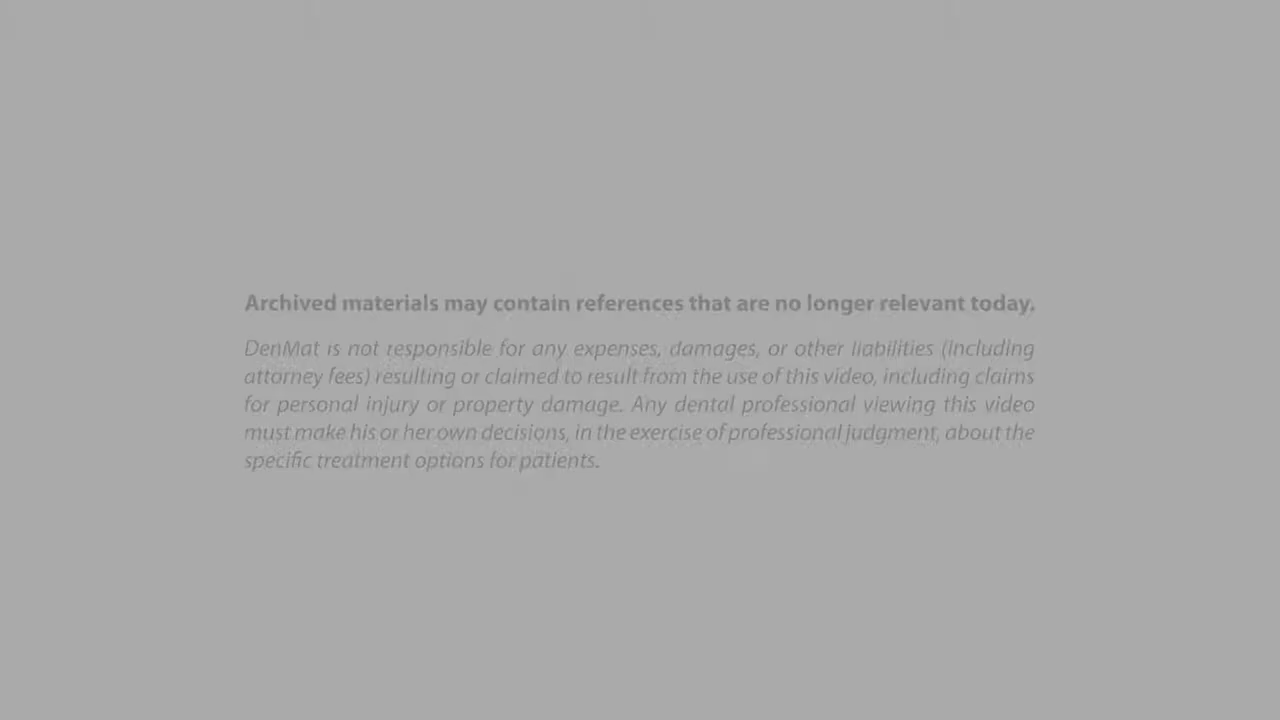 Archived materials may contain references that are no longer relevant today.
DenMat is not responsible for any expenses, damages, or other liabilities (including
attorney fees) resulting or claimed to result from the use of this video, including claims
for personal injury or property damage. Any dental professional viewing this video
must make his or her own decisions, in the exercise of professional judgment, about the
specific treatment options for patients.